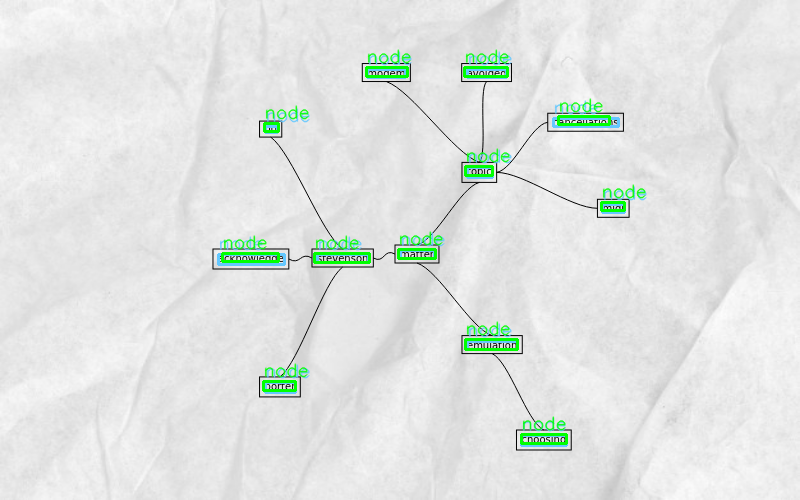 node
modem
node
avoided
node
cancellations
node
node
topic
node
node
acknowledge
node
stevenson
node
matter
node
emulation
node
porter
node
choosing